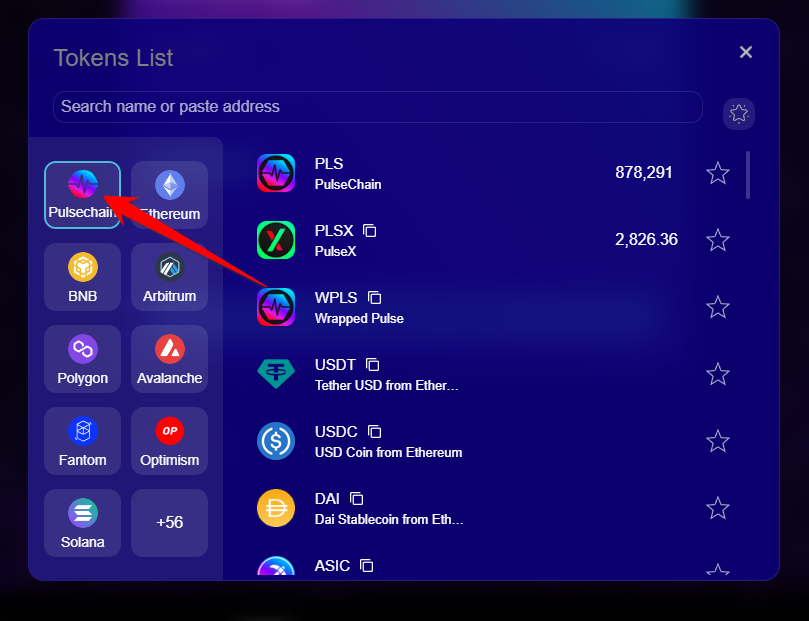 Tokens List
Search name or paste address
Pulsechain
Ethereum
BNB
Arbitrum
Polygon
Avalanche
Fantom
OP
Optimism
Solana
+56
PLS
PulseChain
878,291
PLSX
PulseX
2,826.36
WPLS
Wrapped Pulse
USDT
Tether USD from Ether...
USDC
USD Coin from Ethereum
DAI
Dai Stablecoin from Eth...
ASIC